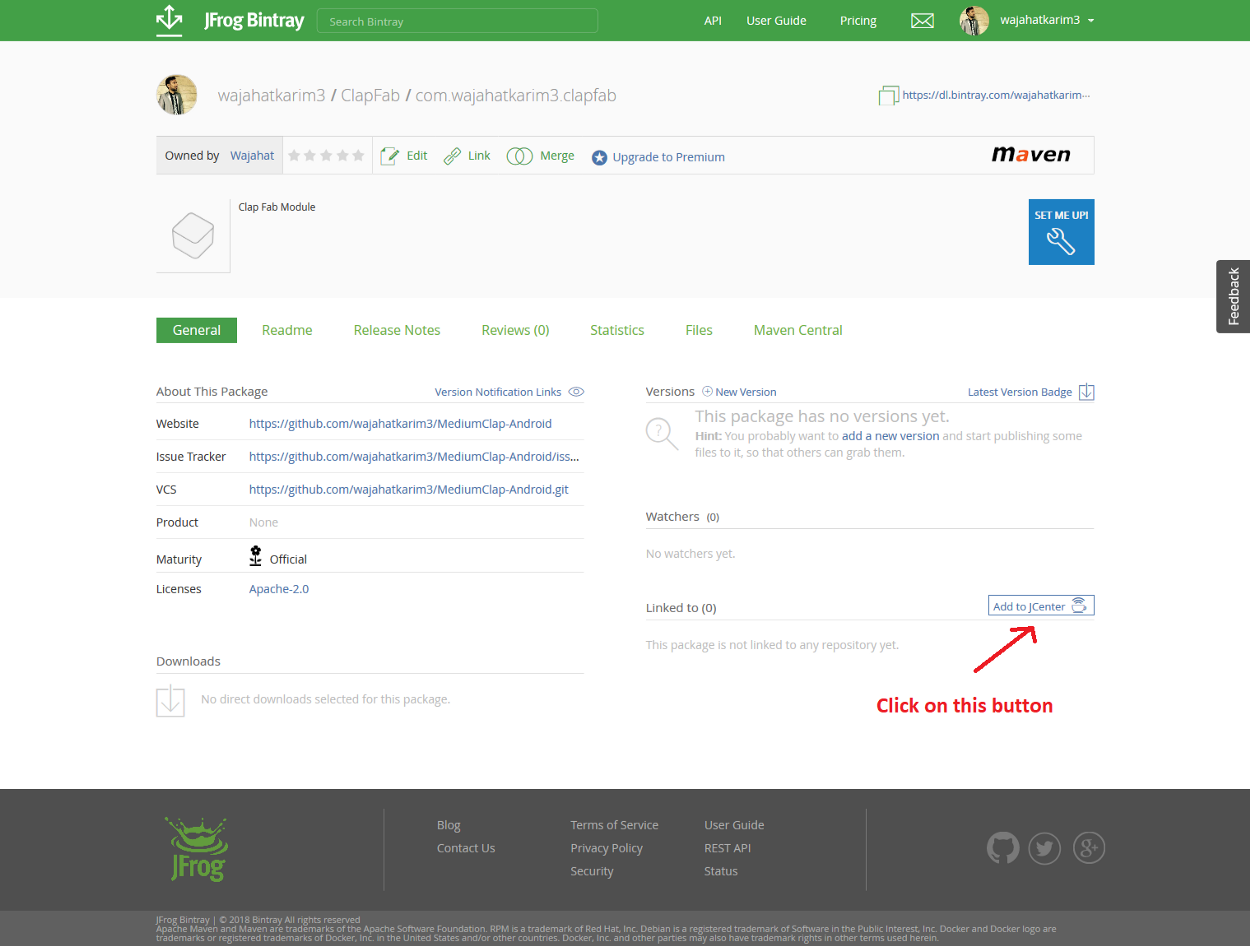 JFrog Bintray
Search Bintray
API
User Guide
Pricing
wajahatkarim3
wajahatkarim3 / ClapFab / com.wajahatkarim3.clapfab
https://dl.bintray.com/wajahatkarim···
Owned by Wajahat
Edit
Link
Merge
Upgrade to Premium
maven
Clap Fab Module
SET ME UP!
Feedback
General
Readme
Release Notes
Reviews (0)
Statistics
Files
Maven Central
About This Package
Version Notification Links
Website
https://github.com/wajahatkarim3/MediumClap-Android
Issue Tracker
https://github.com/wajahatkarim3/MediumClap-Android/iss...
VCS
https://github.com/wajahatkarim3/MediumClap-Android.git
Product
None
Maturity
Official
Licenses
Apache-2.0
Downloads
No direct downloads selected for this package.
Versions
New Version
Latest Version Badge
?
This package has no versions yet.
Hint: You probably want to add a new version and start publishing some
files to it, so that others can grab them.
Watchers (0)
No watchers yet.
Linked to (0)
Add to JCenter
This package is not linked to any repository yet.
Click on this button
JFrog
Blog
Contact Us
Terms of Service
Privacy Policy
Security
User Guide
REST API
Status
g+
JFrog Bintray | © 2018 Bintray All rights reserved
Apache Maven and Maven are trademarks of the Apache Software Foundation. RPM is a trademark of Red Hat, Inc. Debian is a registered trademark of Software in the Public Interest, Inc. Docker and Docker logo are
trademarks or registered trademarks of Docker, Inc. in the United States and/or other countries. Docker, Inc. and other parties may also have trademark rights in other terms used herein.